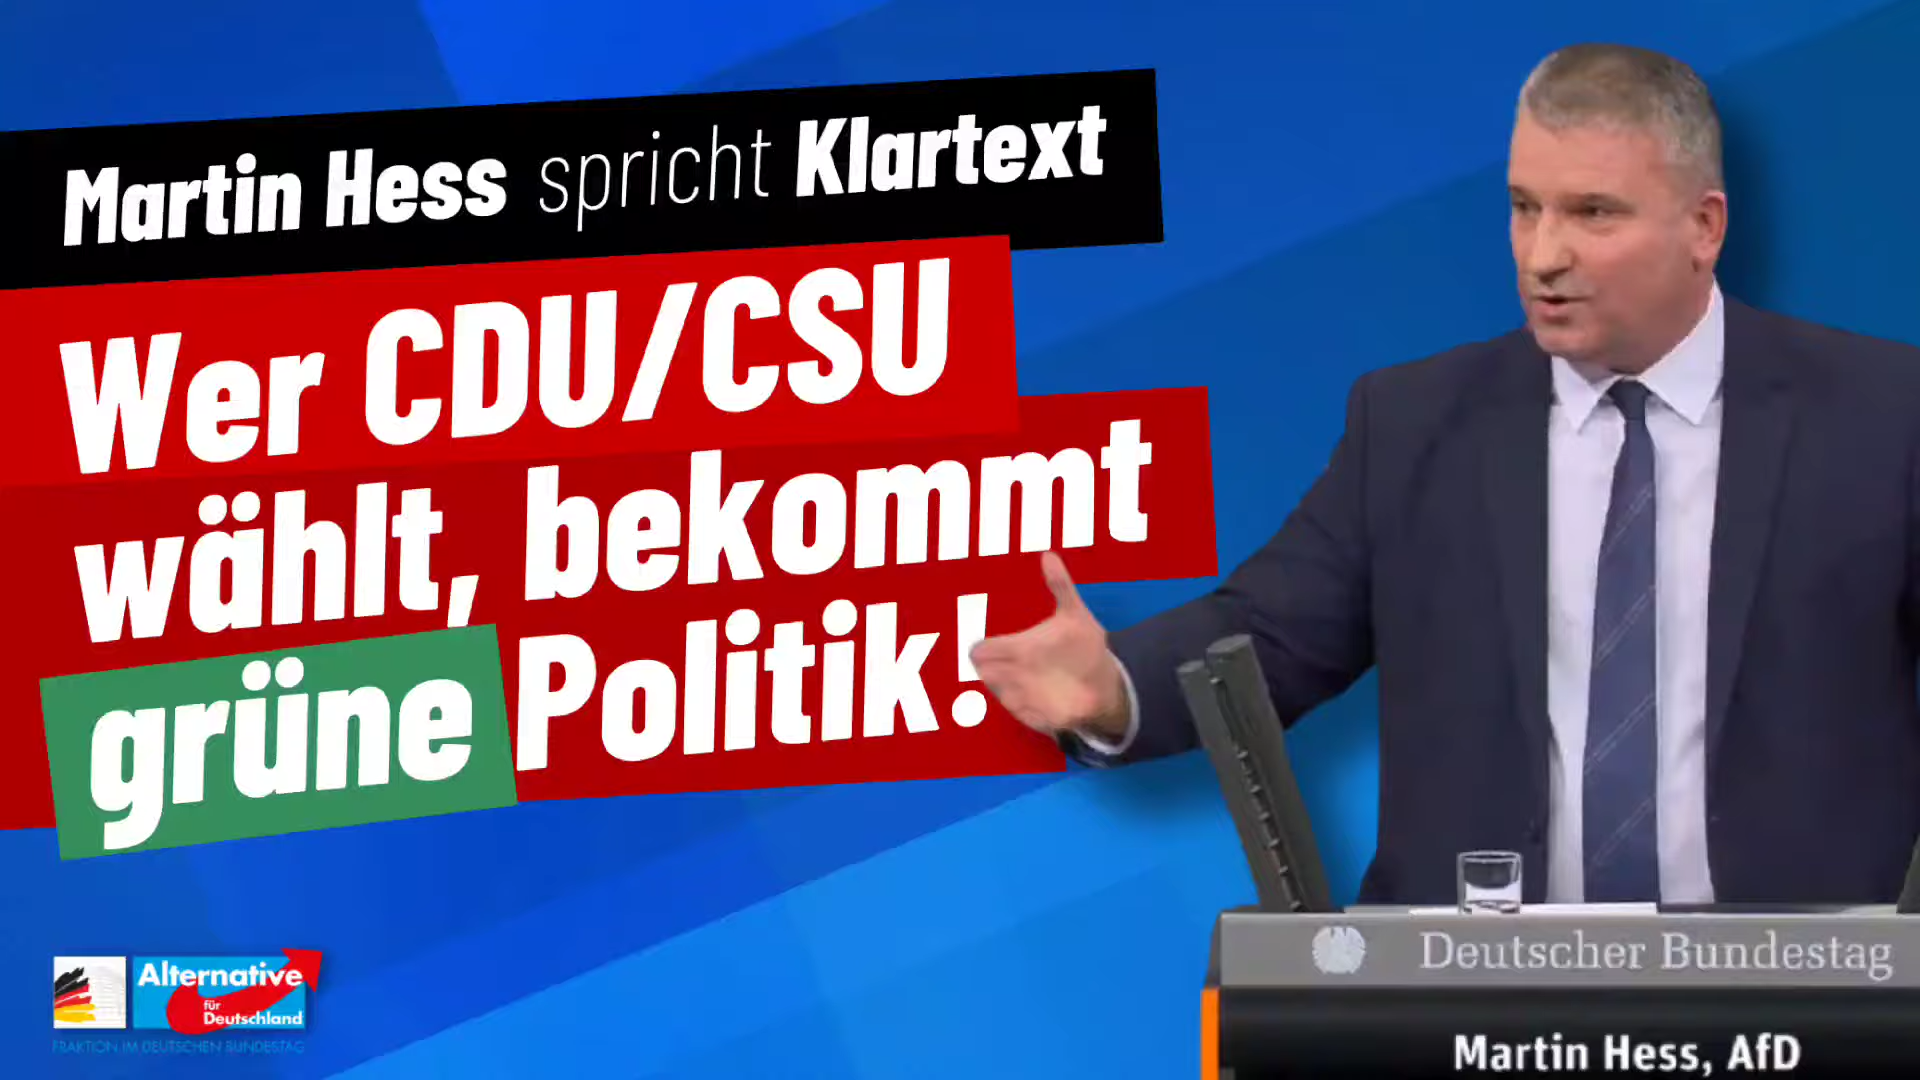 Martin Hess spricht Klartext
Wer CDU/CSU
wählt, bekommt
grüne Politik!
Alternative
für
Deutschland
FRAKTION IM DEUTSCHEN BUNDESTAG
Deutscher Bundestag
Martin Hess, AfD